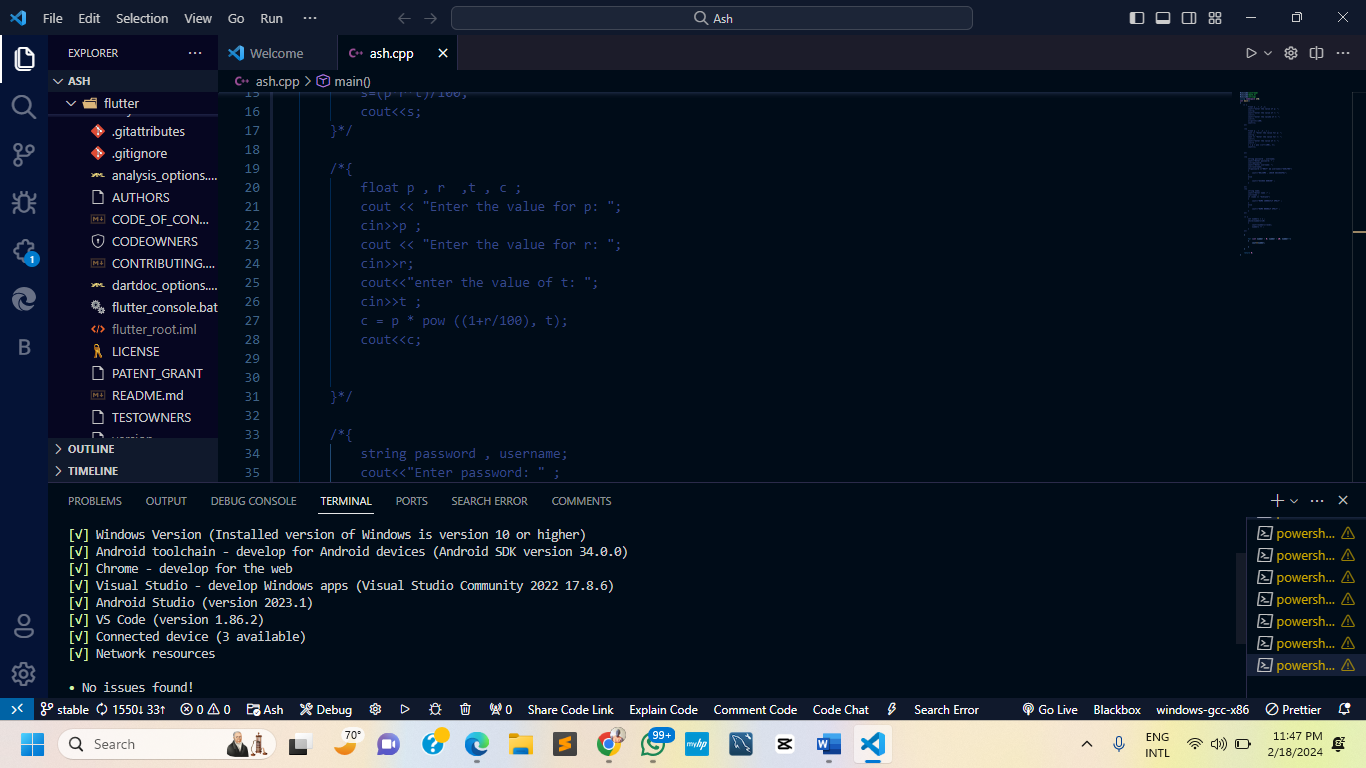 File Edit Selection View Go Run ···
Ash
EXPLORER ···
Welcome
ash.cpp
ASH
ash.cpp > main()
flutter
.gitattributes
.gitignore
analysis_options....
AUTHORS
CODE_OF_CON...
CODEOWNERS
CONTRIBUTING....
dartdoc_options....
flutter_console.bat
flutter_root.iml
LICENSE
PATENT_GRANT
README.md
TESTOWNERS
version
OUTLINE
TIMELINE
15 s=(p*r*t)/100;
16 cout<<s;
17 }*/
18
19 /*{
20 float p , r  ,t , c ;
21 cout << "Enter the value for p: ";
22 cin>>p ;
23 cout << "Enter the value for r: ";
24 cin>>r;
25 cout<<"enter the value of t: ";
26 cin>>t ;
27 c = p * pow ((1+r/100), t);
28 cout<<c;
29
30
31 }*/
32
33 /*{
34 string password , username;
35 cout<<"Enter password: " ;
PROBLEMS OUTPUT DEBUG CONSOLE TERMINAL PORTS SEARCH ERROR COMMENTS
[√] Windows Version (Installed version of Windows is version 10 or higher)
[√] Android toolchain - develop for Android devices (Android SDK version 34.0.0)
[√] Chrome - develop for the web
[√] Visual Studio - develop Windows apps (Visual Studio Community 2022 17.8.6)
[√] Android Studio (version 2023.1)
[√] VS Code (version 1.86.2)
[√] Connected device (3 available)
[√] Network resources
• No issues found!
powersh...
powersh...
powersh...
powersh...
powersh...
powersh...
powersh...
1
B
stable 1550↓ 33↑ 0 0 Ash Debug 0 Share Code Link Explain Code Comment Code Code Chat Search Error Go Live Blackbox windows-gcc-x86 Prettier
Search
70°
99+
myhp
ENG
INTL
11:47 PM
2/18/2024